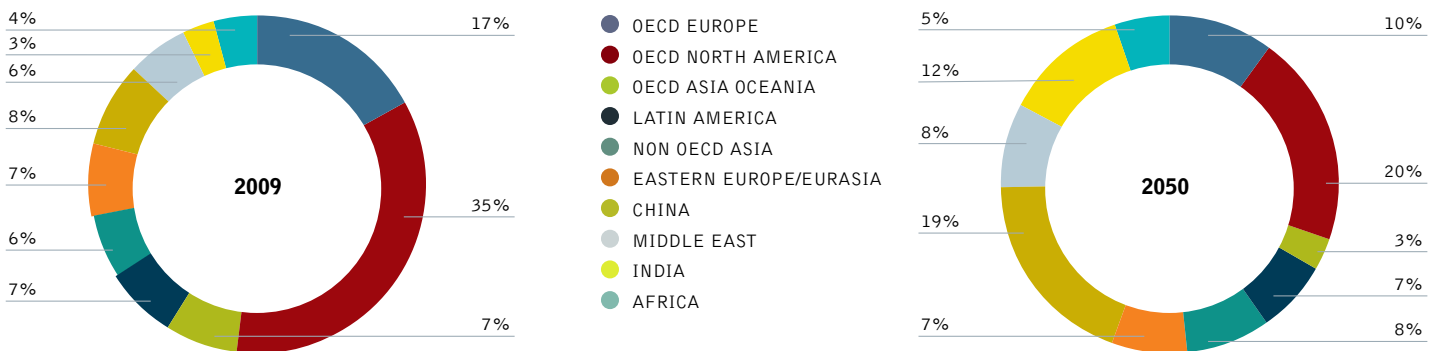 4%
3%
6%
8%
7%
6%
7%
17%
35%
7%
2009
OECD EUROPE
OECD NORTH AMERICA
OECD ASIA OCEANIA
LATIN AMERICA
NON OECD ASIA
EASTERN EUROPE/EURASIA
CHINA
MIDDLE EAST
INDIA
AFRICA
5%
12%
8%
19%
7%
2050
10%
20%
3%
7%
8%